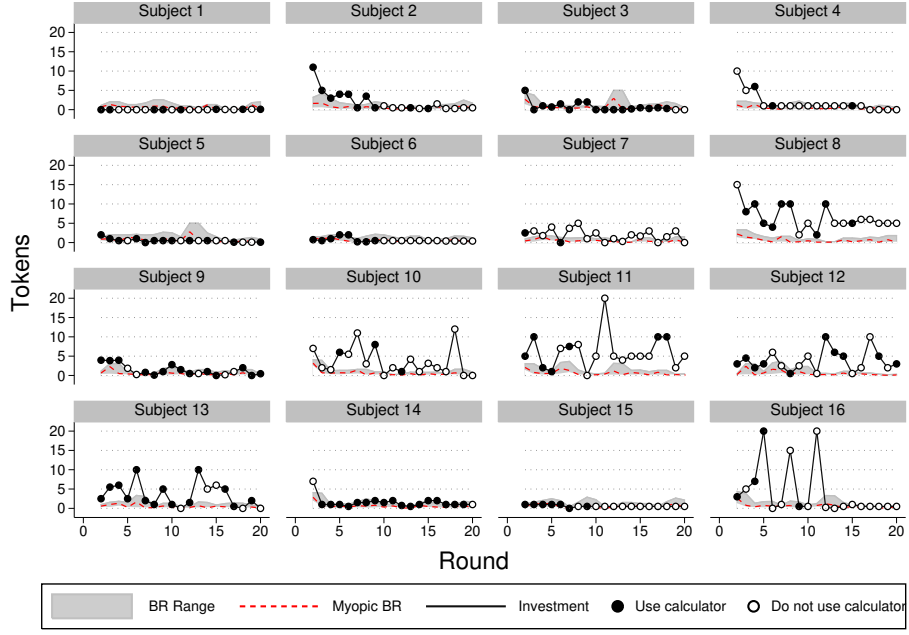 Subject 1 Subject 2 Subject 3 Subject 4
20
15
10
5
0
Subject 5 Subject 6 Subject 7 Subject 8
20
15
10
5
0
Subject 9 Subject 10 Subject 11 Subject 12
20
15
10
5
0
Subject 13 Subject 14 Subject 15 Subject 16
20
15
10
5
0
0 5 10 15 20 0 5 10 15 20 0 5 10 15 20 0 5 10 15 20
Tokens
Round
BR Range Myopic BR Investment Use calculator Do not use calculator